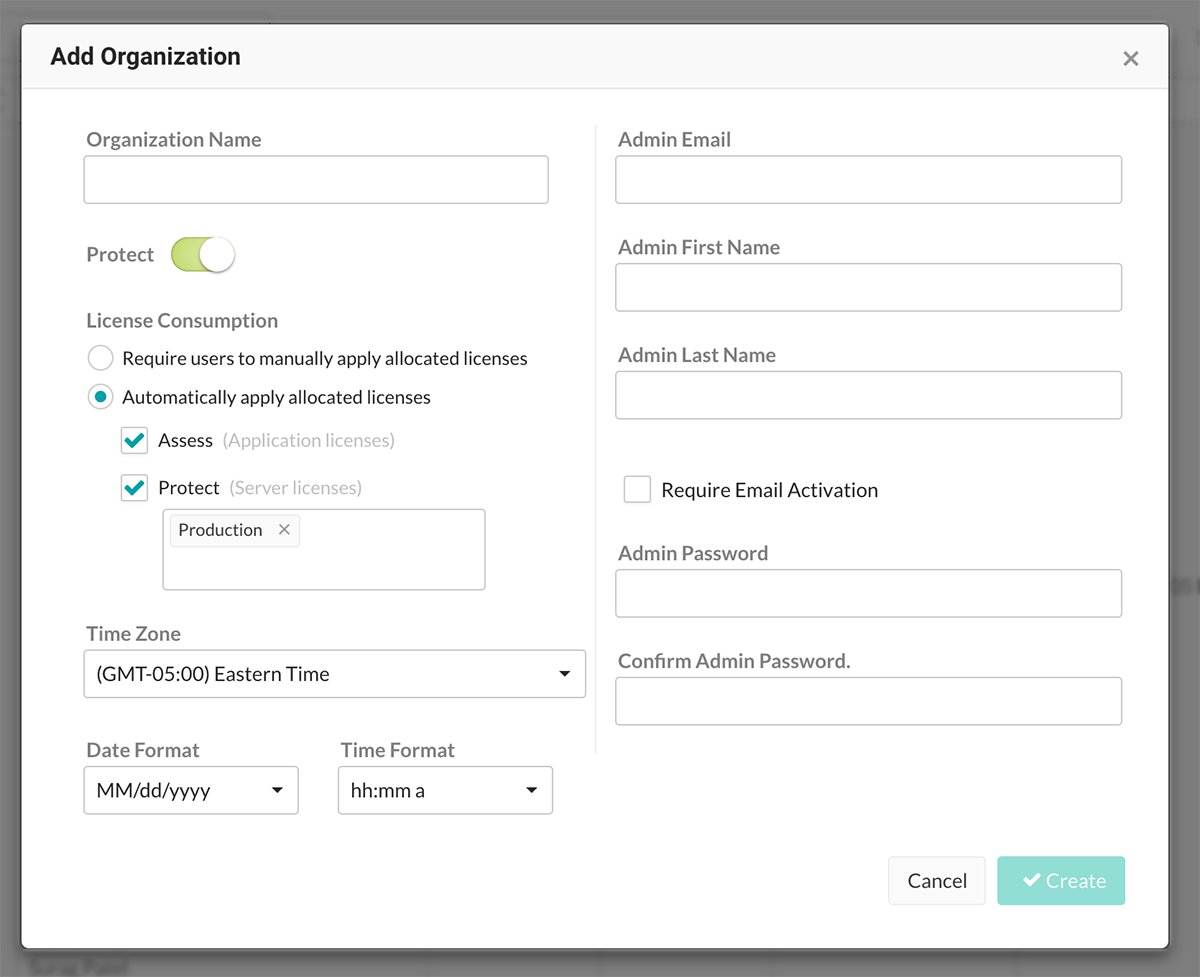 Add Organization
Organization Name
Protect
License Consumption
Require users to manually apply allocated licenses
Automatically apply allocated licenses
Assess (Application licenses)
Protect (Server licenses)
Production
Time Zone
(GMT-05:00) Eastern Time
Date Format Time Format
MM/dd/yyyy hh:mm a
Admin Email
Admin First Name
Admin Last Name
Require Email Activation
Admin Password
Confirm Admin Password.
Cancel Create